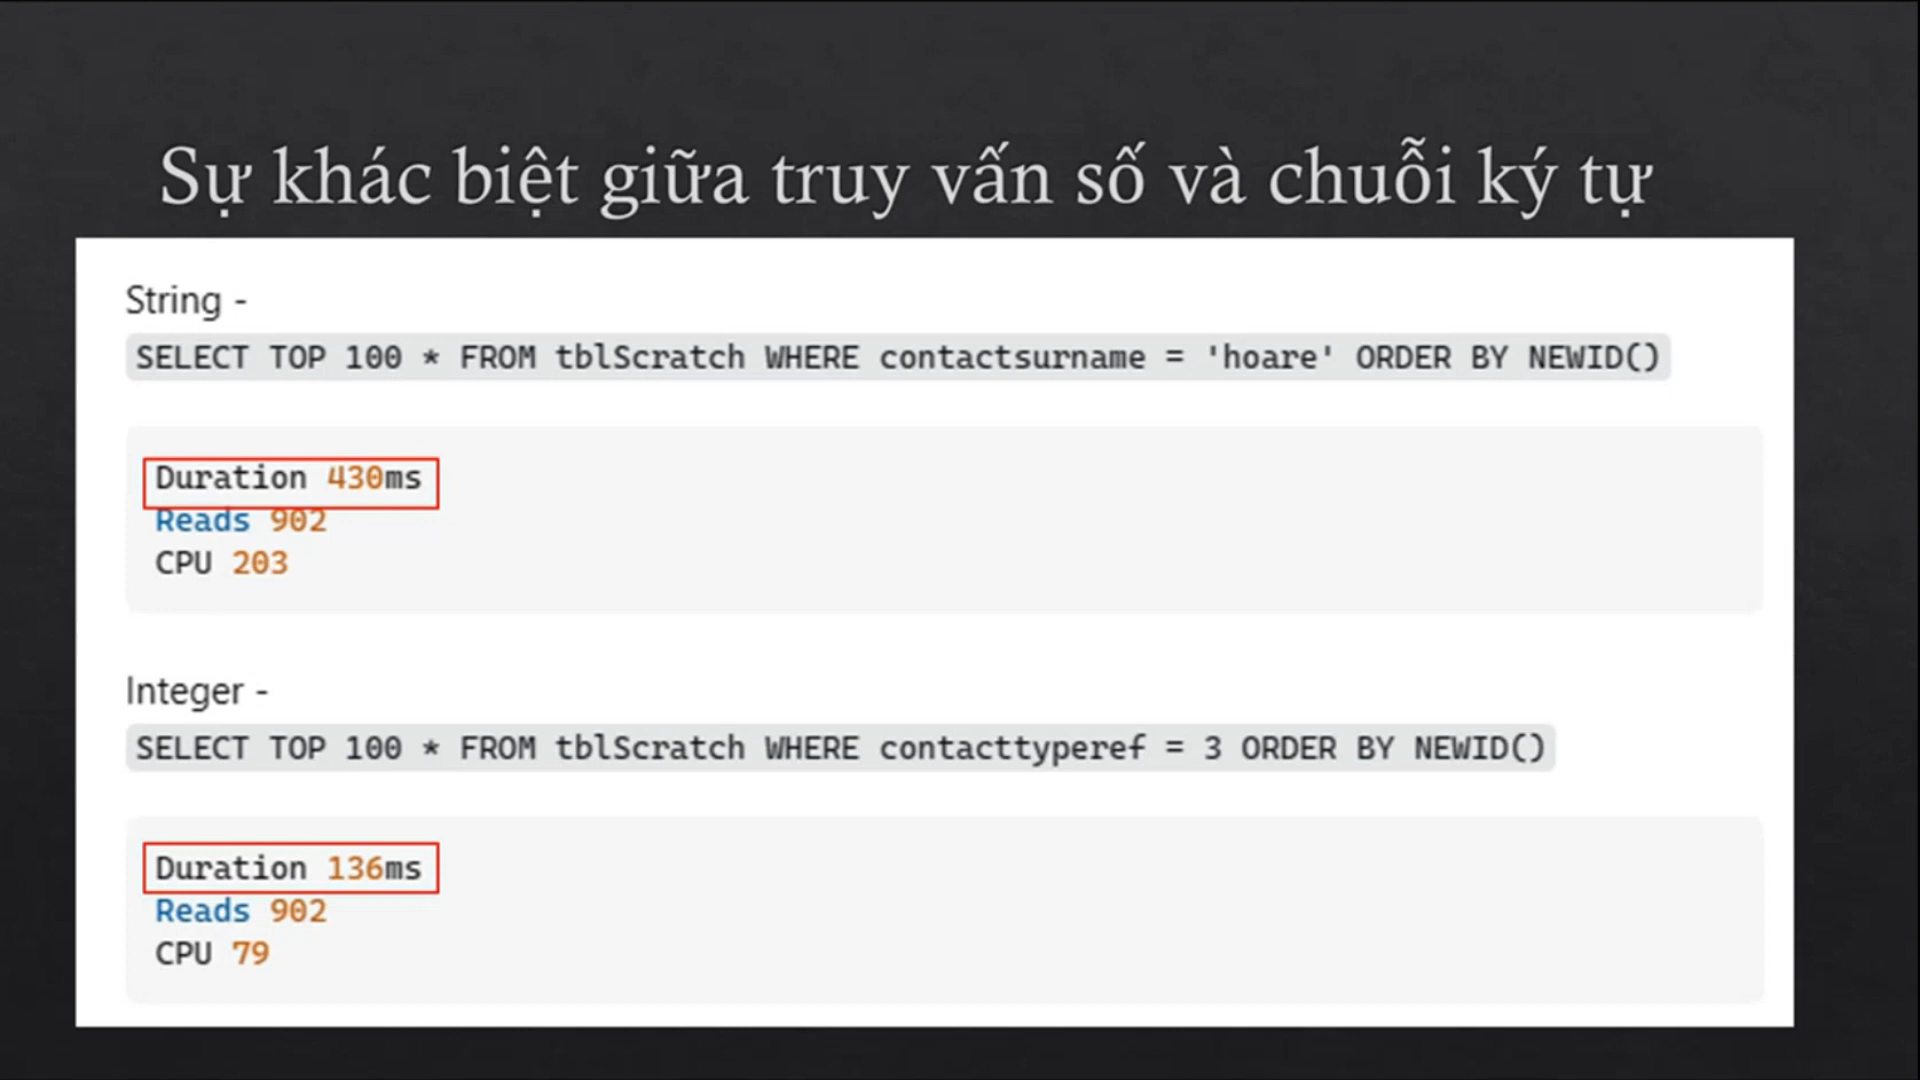 Sự khác biệt giữa truy vấn số và chuỗi ký tự
String -
SELECT TOP 100 * FROM tblScratch WHERE contactsurname = 'hoare' ORDER BY NEWID()
Duration 430ms
Reads 902
CPU 203
Integer -
SELECT TOP 100 * FROM tblScratch WHERE contacttyperef = 3 ORDER BY NEWID()
Duration 136ms
Reads 902
CPU 79